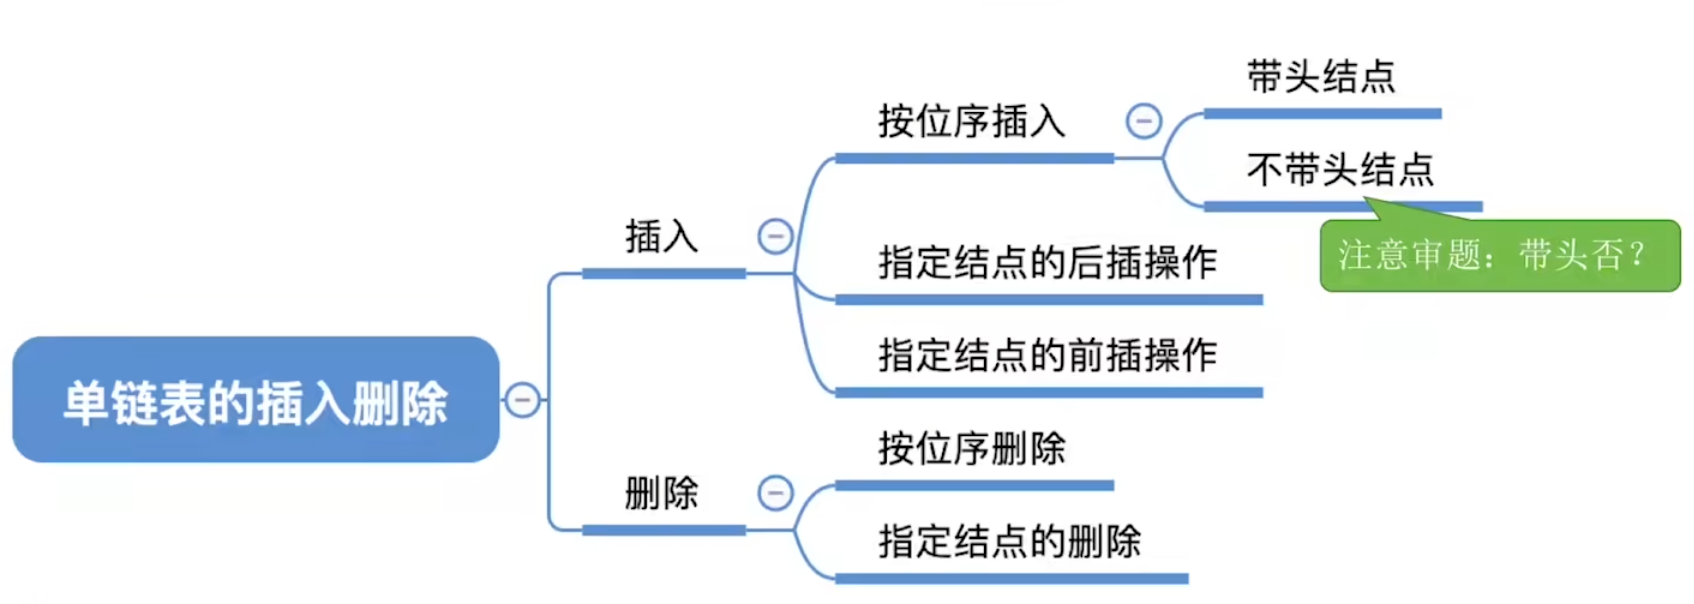 单链表的插入删除
插入
按位序插入
带头结点
不带头结点
注意审题：带头否？
指定结点的后插操作
指定结点的前插操作
删除
按位序删除
指定结点的删除